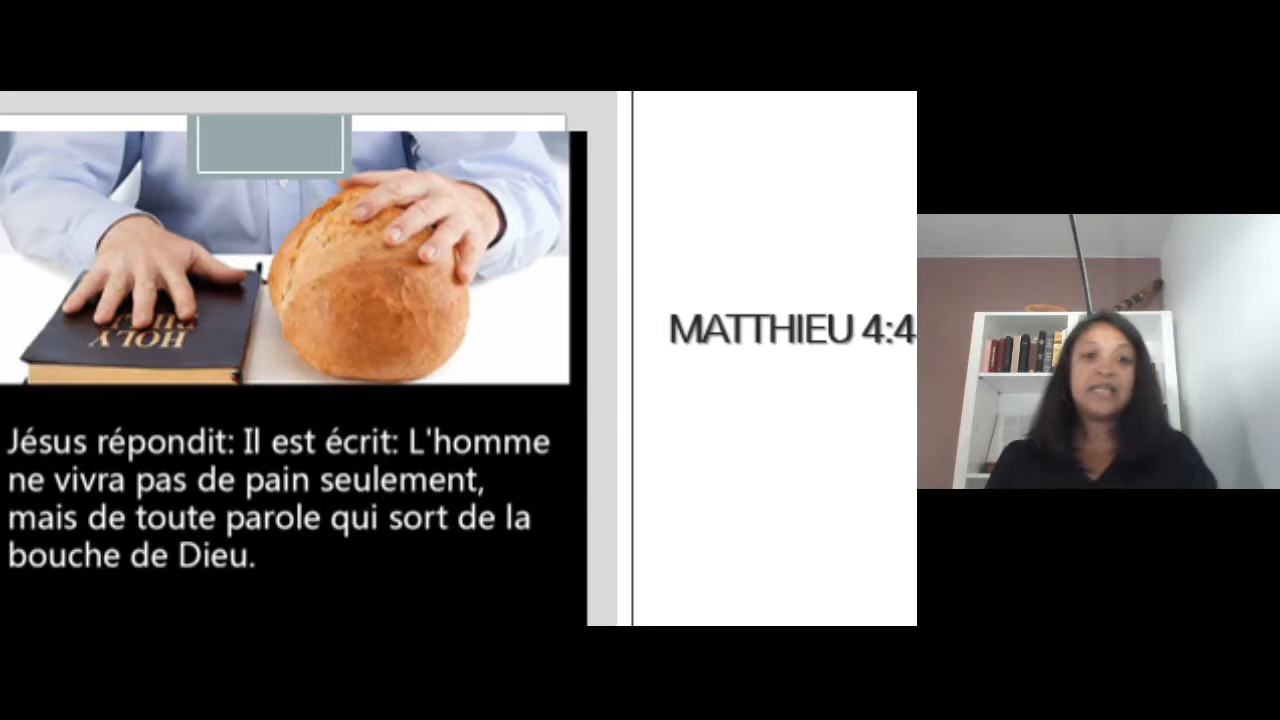 HOLY
BIBLE
Jésus répondit: Il est écrit: L'homme
ne vivra pas de pain seulement,
mais de toute parole qui sort de la
bouche de Dieu.
MATTHIEU 4:4